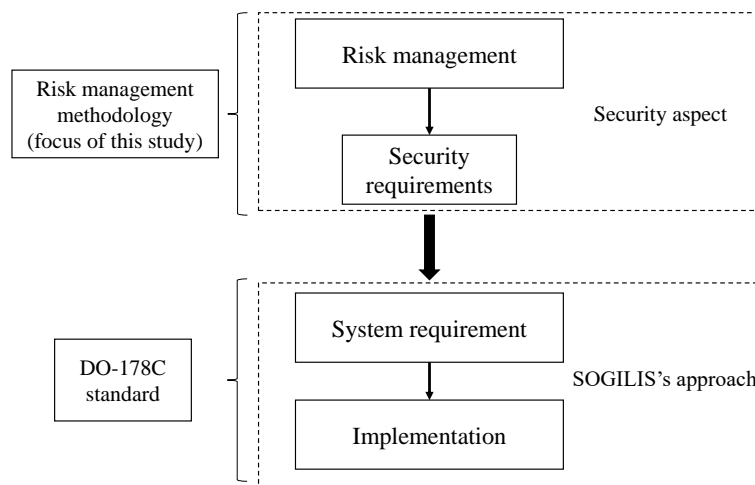 Risk management
Risk management
methodology
(focus of this study)
Security aspect
Security
requirements
System requirement
DO-178C
standard
SOGILIS's approach
Implementation